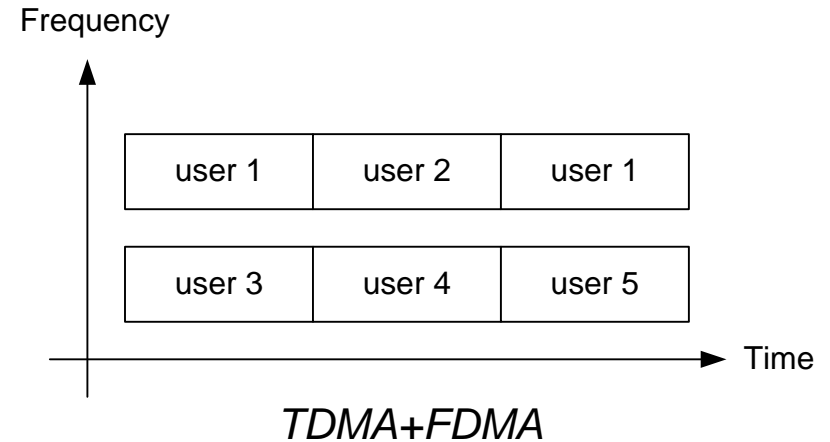 Frequency
user 1 user 2 user 1
user 3 user 4 user 5
Time
TDMA+FDMA